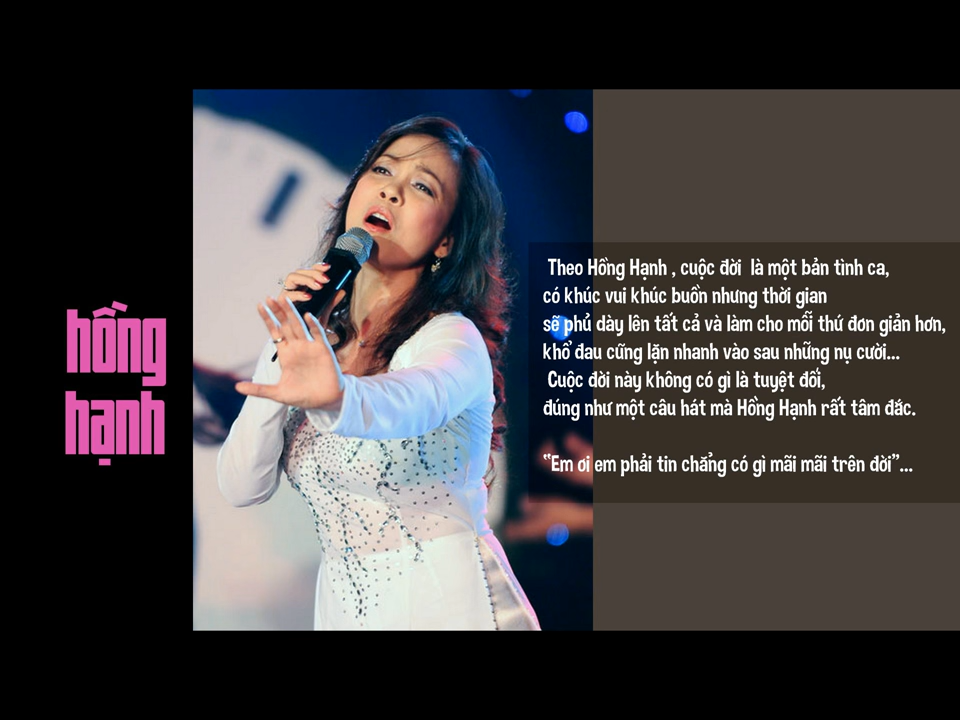 hồng
hạnh
Theo Hồng Hạnh , cuộc đời là một bản tình ca,
có khúc vui khúc buồn nhưng thời gian
sẽ phủ dày lên tất cả và làm cho mỗi thứ đơn giản hơn,
khổ đau cũng lặn nhanh vào sau những nụ cười...
Cuộc đời này không có gì là tuyệt đối,
đúng như một câu hát mà Hồng Hạnh rất tâm đắc.
"Em ơi em phải tin chẳng có gì mãi mãi trên đời"...